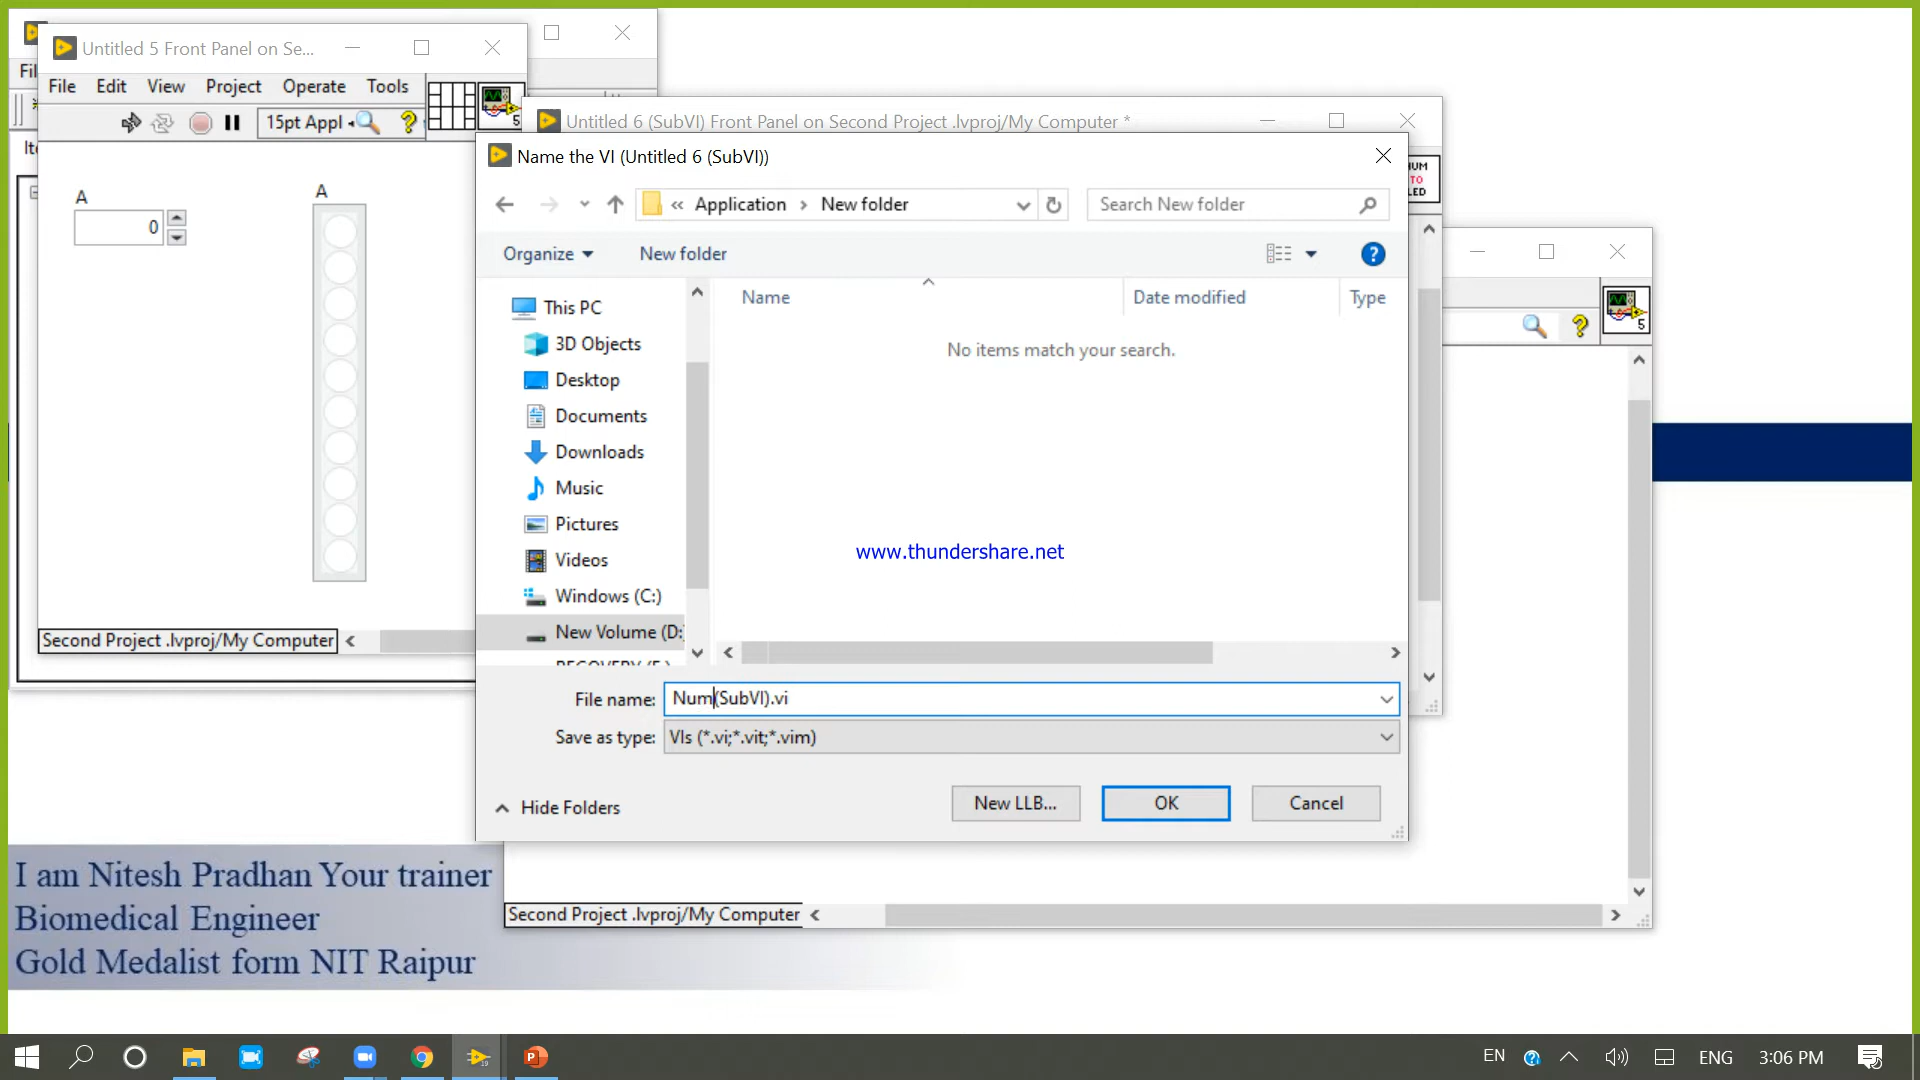 Untitled 5 Front Panel on Se...
File Edit View Project Operate Tools
15pt Appl
5
A
0
A
Second Project .lvproj/My Computer
Untitled 6 (SubVI) Front Panel on Second Project .lvproj/My Computer *
Name the VI (Untitled 6 (SubVI))
« Application › New folder
Search New folder
Organize
New folder
This PC
3D Objects
Desktop
Documents
Downloads
Music
Pictures
Videos
Windows (C:)
New Volume (D:
Name
Date modified
Type
No items match your search.
www.thundershare.net
File name: Num(SubVI).vi
Save as type: VIs (*.vi;*.vit;*.vim)
Hide Folders
New LLB...
OK
Cancel
TO
5
Second Project .lvproj/My Computer
I am Nitesh Pradhan Your trainer
Biomedical Engineer
Gold Medalist form NIT Raipur
EN
ENG
3:06 PM